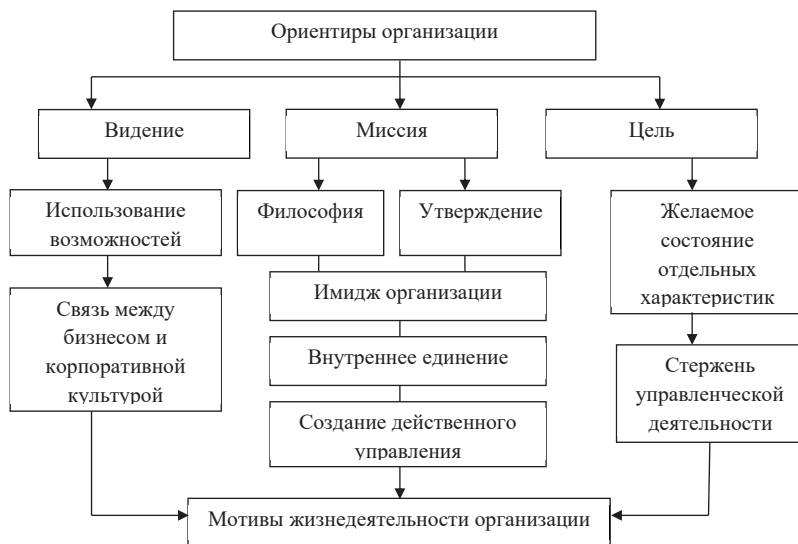 Ориентиры организации
Видение
Миссия
Цель
Использование
возможностей
Философия
Утверждение
Желаемое
состояние
отдельных
характеристик
Связь между
бизнесом и
корпоративной
культурой
Имидж организации
Внутреннее единение
Создание действенного
управления
Стержень
управленческой
деятельности
Мотивы жизнедеятельности организации